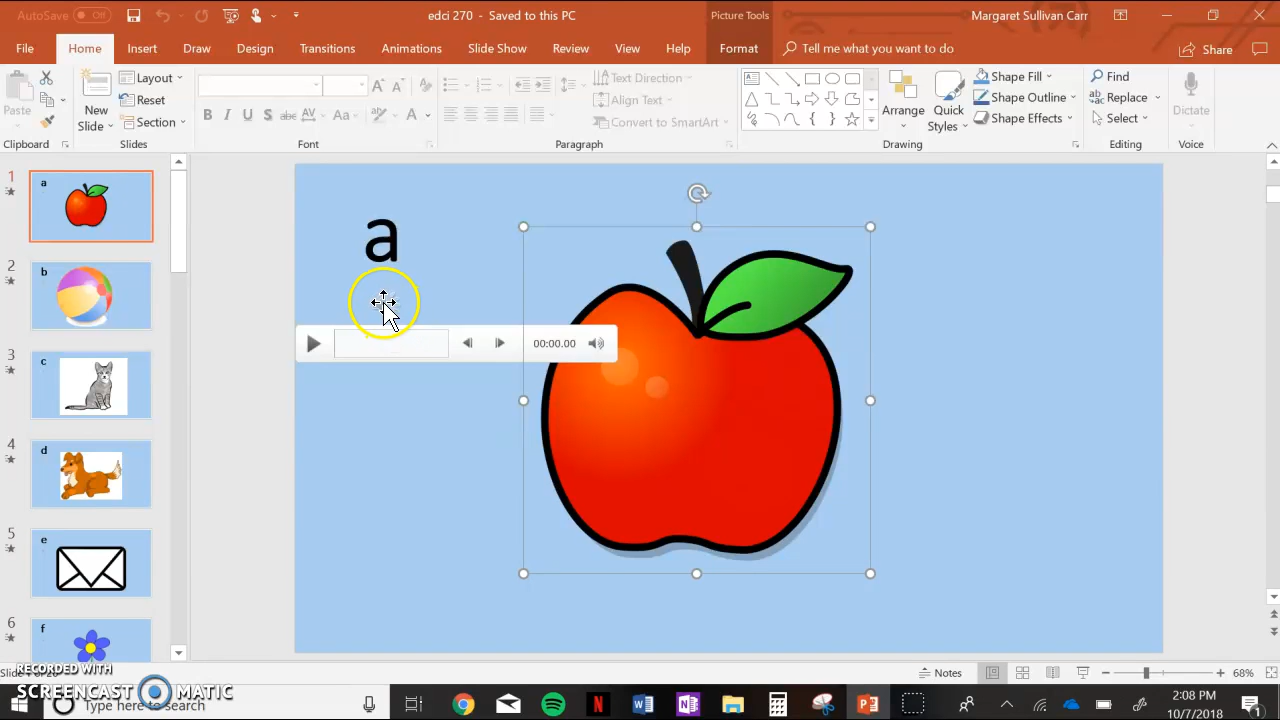 AutoSave Off edci 270 - Saved to this PC Picture Tools Margaret Sullivan Carr
File Home Insert Draw Design Transitions Animations Slide Show Review View Help Format Tell me what you want to do Share
Paste New Slide Layout Reset Section
Text Direction Align Text Convert to SmartArt
Arrange Quick Styles Shape Fill Shape Outline Shape Effects
Find Replace Select Dictate
Clipboard Slides Font Paragraph Drawing Editing Voice
1 a
2 b
3 c
4 d
5 e
6 f
a
00:00.00
RECORDED WITH
SCREENCAST MATIC
Notes 68%
here to search
2:08 PM
10/7/2018